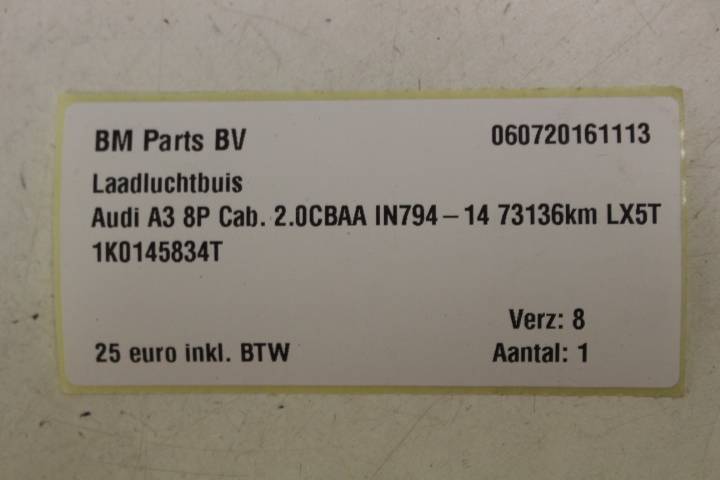 BM Parts BV 060720161113
Laadluchtbuis
Audi A3 8P Cab. 2.0CBAA IN794 – 14 73136km LX5T
1K0145834T
Verz: 8
25 euro inkl. BTW Aantal: 1